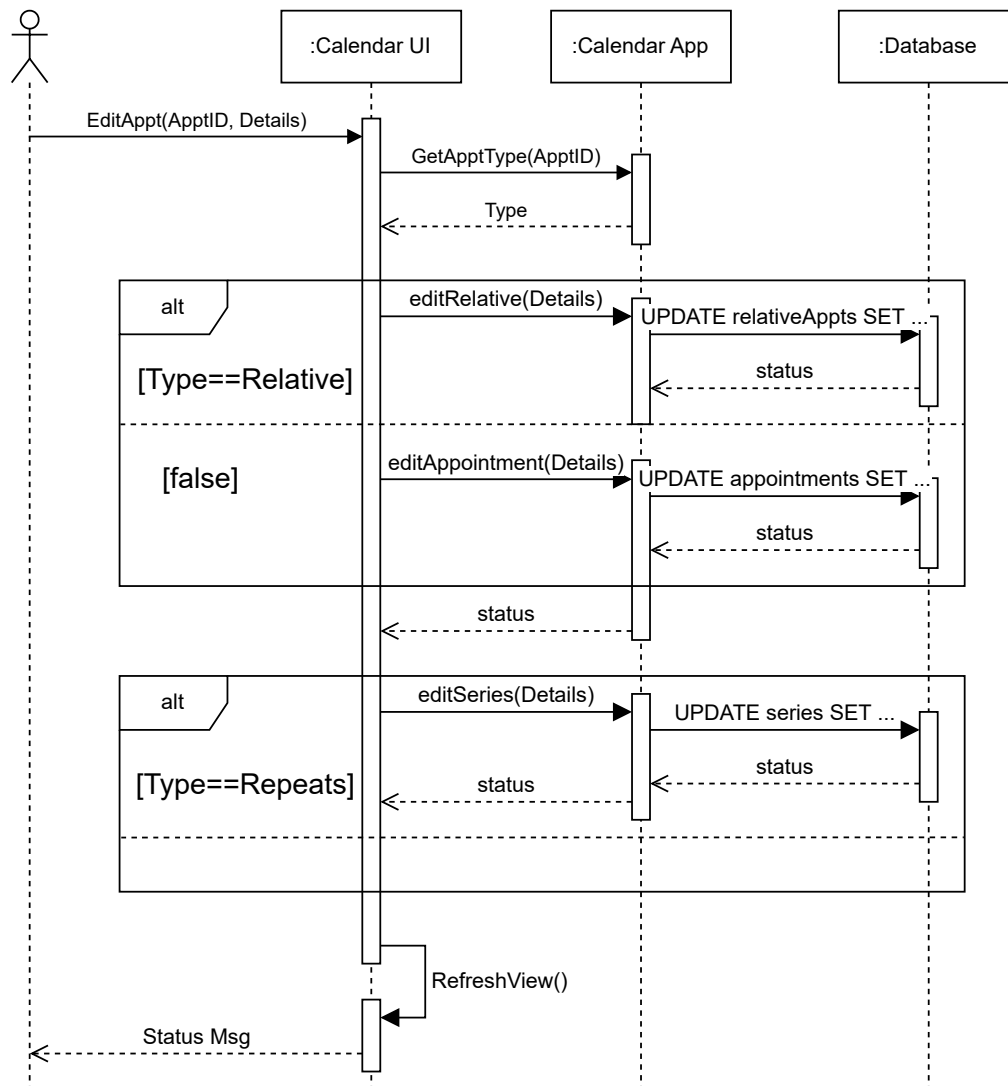 :Calendar UI
:Calendar App
:Database
EditAppt(ApptID, Details)
GetApptType(ApptID)
Type
alt
editRelative(Details)
UPDATE relativeAppts SET ...
[Type==Relative]
status
[false]
editAppointment(Details)
UPDATE appointments SET ...
status
status
alt
editSeries(Details)
UPDATE series SET ...
[Type==Repeats]
status
status
RefreshView()
Status Msg